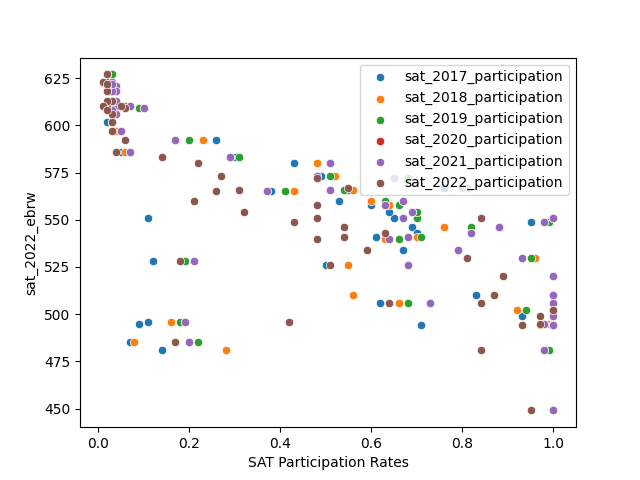 sat_2017_participation
sat_2018_participation
sat_2019_participation
sat_2020_participation
sat_2021_participation
sat_2022_participation
625
600
575
550
525
500
475
450
sat_2022_ebrw
0.0 0.2 0.4 0.6 0.8 1.0
SAT Participation Rates